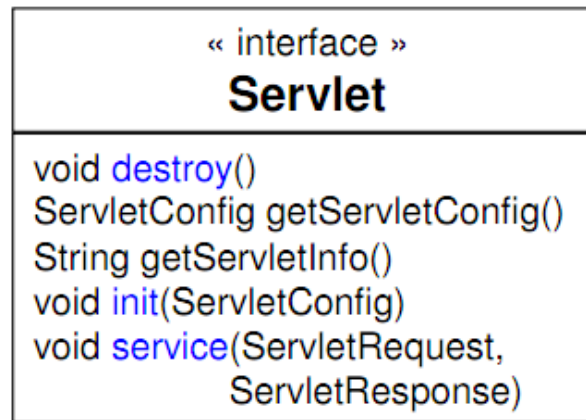 « interface »
Servlet
void destroy()
ServletConfig getServletConfig()
String getServletInfo()
void init(ServletConfig)
void service(ServletRequest,
ServletResponse)